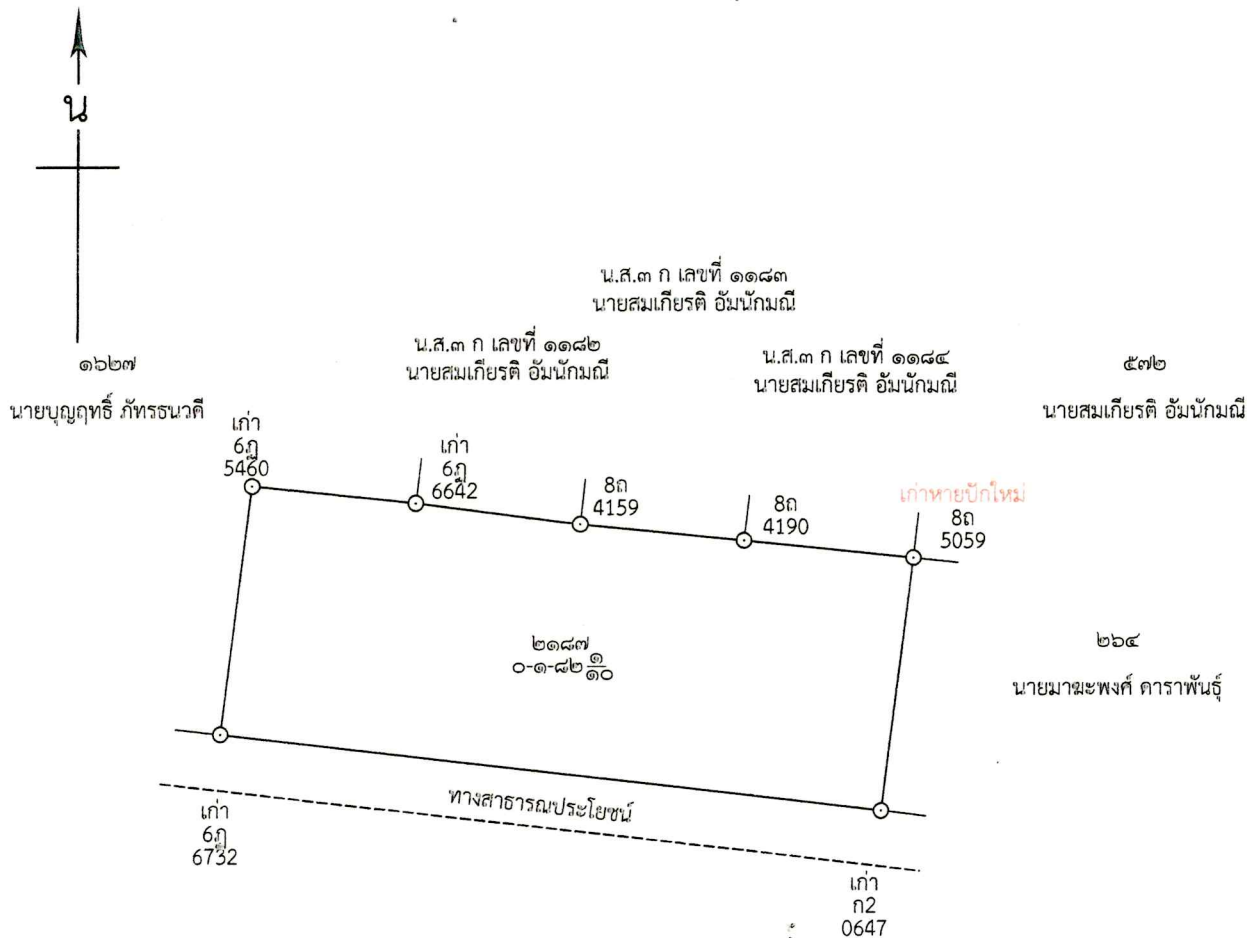 น
น.ส.๓ ก เลขที่ ๑๑๘๓
นายสมเกียรติ อัมนักมณี
น.ส.๓ ก เลขที่ ๑๑๘๒
นายสมเกียรติ อัมนักมณี
น.ส.๓ ก เลขที่ ๑๑๘๔
นายสมเกียรติ อัมนักมณี
๑๖๒๗
นายบุญฤทธิ์ ภัทรธนวคี
๕๗๒
นายสมเกียรติ อัมนักมณี
เก่า
6ฎ
5460
เก่า
6ฎ
6642
8ถ
4159
8ถ
4190
เก่าหายปักใหม่
8ถ
5059
๒๑๘๗
๐-๑-๘๒ ๑/๑๐
๒๖๔
นายมาฆะพงศ์ ดาราพันธุ์
ทางสาธารณประโยชน์
เก่า
6ฎ
6732
เก่า
ก2
0647